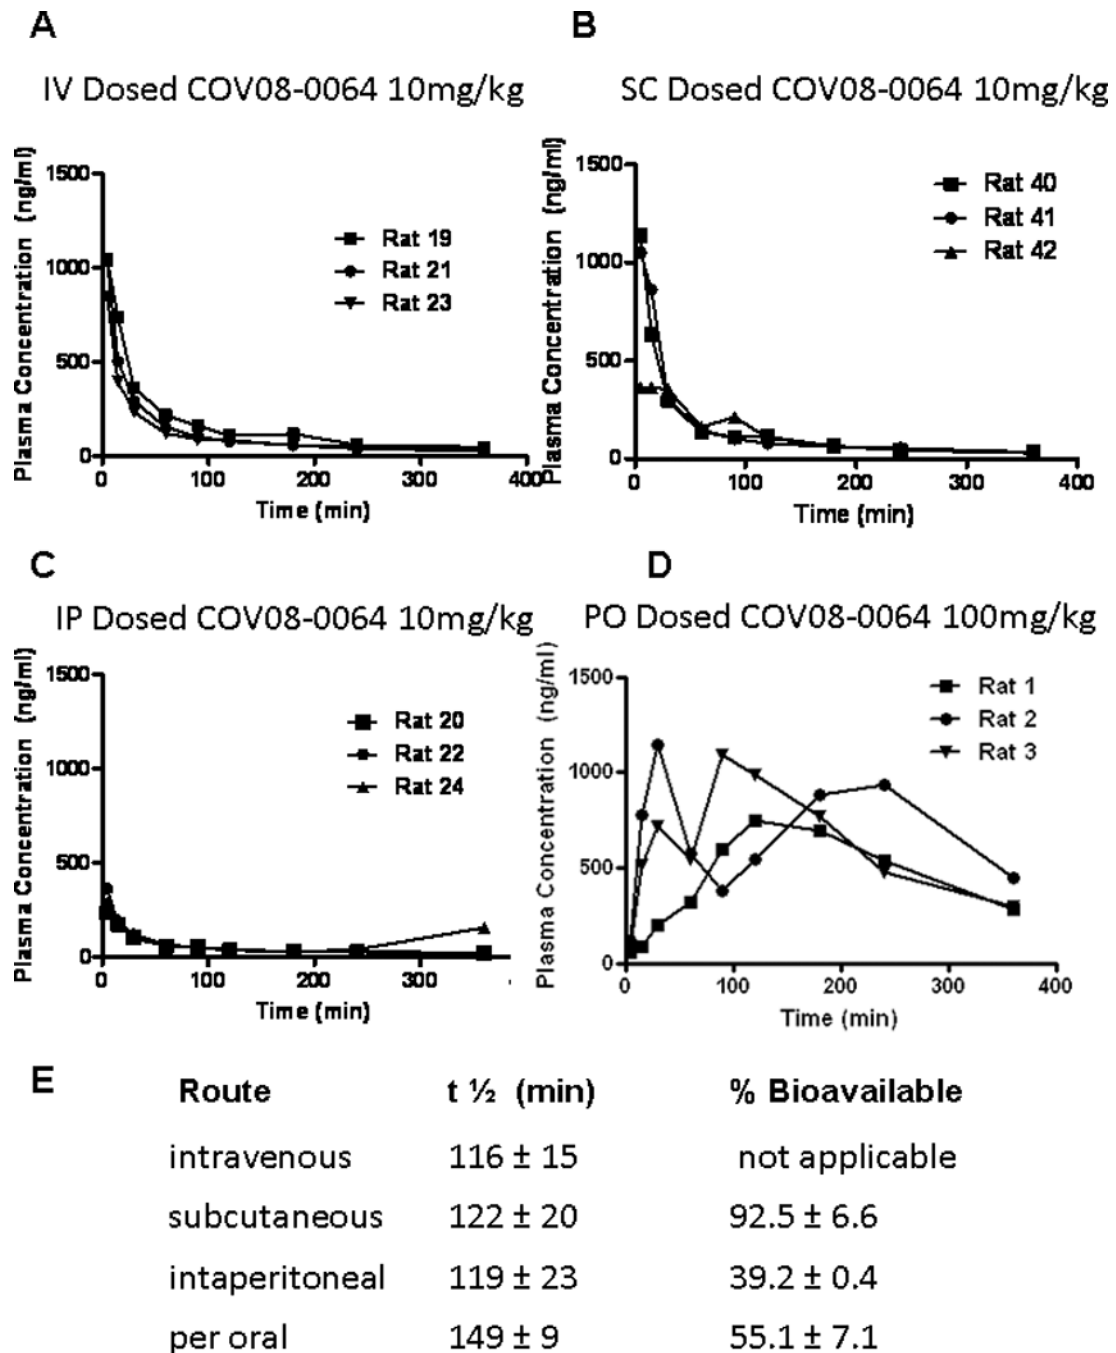 A
IV Dosed COV08-0064 10mg/kg
Plasma Concentration (ng/ml)
1500
1000
500
0
0 100 200 300 400
Time (min)
Rat 19
Rat 21
Rat 23
B
SC Dosed COV08-0064 10mg/kg
Plasma Concentration (ng/ml)
1500
1000
500
0
0 100 200 300 400
Time (min)
Rat 40
Rat 41
Rat 42
C
IP Dosed COV08-0064 10mg/kg
Plasma Concentration (ng/ml)
1500
1000
500
0
0 100 200 300
Time (min)
Rat 20
Rat 22
Rat 24
D
PO Dosed COV08-0064 100mg/kg
Plasma Concentration (ng/ml)
1500
1000
500
0
0 100 200 300 400
Time (min)
Rat 1
Rat 2
Rat 3
E
Route t ½ (min) % Bioavailable
intravenous 116 ± 15 not applicable
subcutaneous 122 ± 20 92.5 ± 6.6
intaperitoneal 119 ± 23 39.2 ± 0.4
per oral 149 ± 9 55.1 ± 7.1